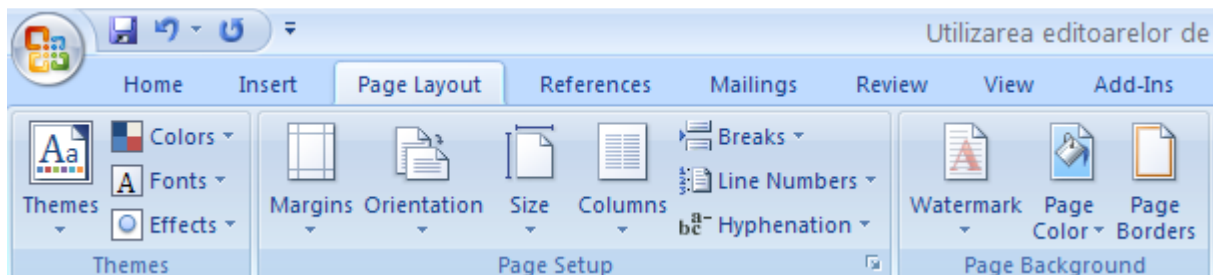 Utilizarea editoarelor de
Home Insert Page Layout References Mailings Review View Add-Ins
Aa Colors Breaks
A Fonts Line Numbers A
Themes Margins Orientation Size Columns Watermark Page Page
Effects Hyphenation Color Borders
Themes Page Setup Page Background